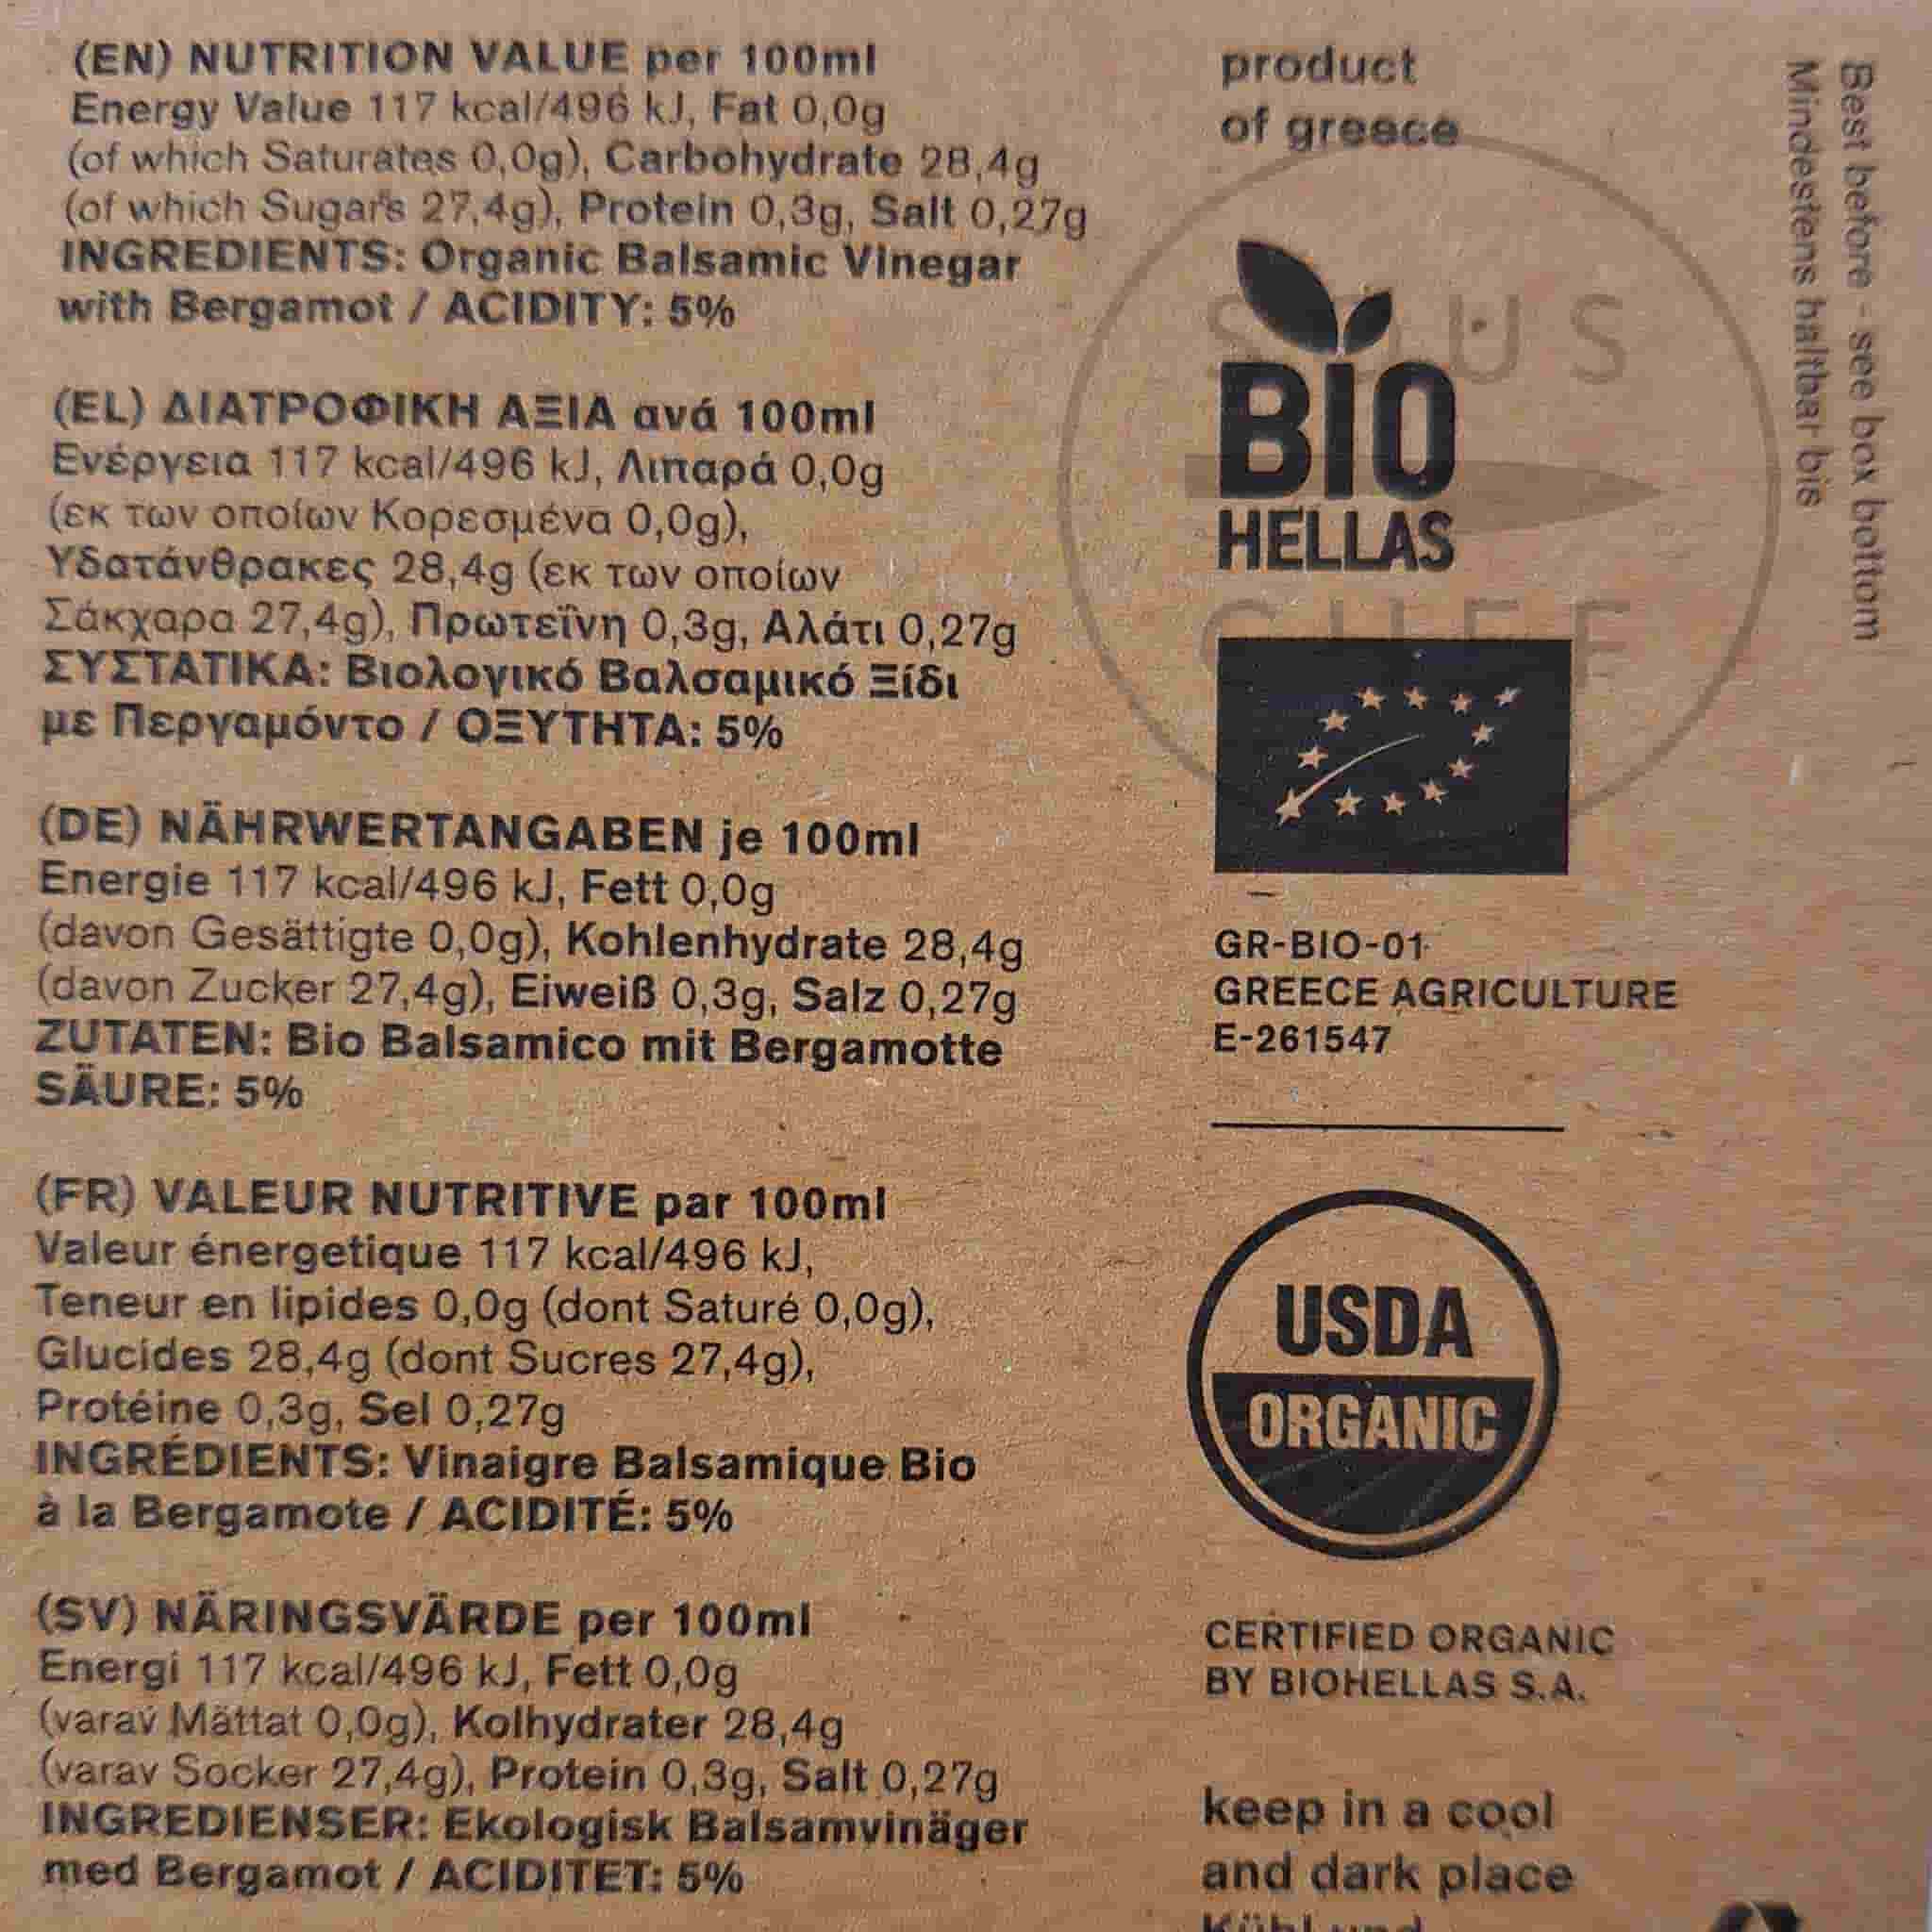 (EN) NUTRITION VALUE per 100ml
Energy Value 117 kcal/496 kJ, Fat 0,0g
(of which Saturates 0,0g), Carbohydrate 28,4g
(of which Sugars 27,4g), Protein 0,3g, Salt 0,27g
INGREDIENTS: Organic Balsamic Vinegar
with Bergamot / ACIDITY: 5%
(EL) ΔΙΑΤΡΟΦΙΚΗ ΑΞΙΑ ανά 100ml
Ενέργεια 117 kcal/496 kJ, Λιπαρά 0,0g
(εκ των οποίων Κορεσμένα 0,0g),
Υδατάνθρακες 28,4g (εκ των οποίων
Σάκχαρα 27,4g), Πρωτεΐνη 0,3g, Αλάτι 0,27g
ΣΥΣΤΑΤΙΚΑ: Βιολογικό Βαλσαμικό Ξίδι
με Περγαμόντο / ΟΞΥΤΗΤΑ: 5%
(DE) NÄHRWERTANGABEN je 100ml
Energie 117 kcal/496 kJ, Fett 0,0g
(davon Gesättigte 0,0g), Kohlenhydrate 28,4g
(davon Zucker 27,4g), Eiweiß 0,3g, Salz 0,27g
ZUTATEN: Bio Balsamico mit Bergamotte
SÄURE: 5%
(FR) VALEUR NUTRITIVE par 100ml
Valeur énergetique 117 kcal/496 kJ,
Teneur en lipides 0,0g (dont Saturé 0,0g),
Glucides 28,4g (dont Sucres 27,4g),
Protéine 0,3g, Sel 0,27g
INGRÉDIENTS: Vinaigre Balsamique Bio
à la Bergamote / ACIDITÉ: 5%
(SV) NÄRINGSVÄRDE per 100ml
Energi 117 kcal/496 kJ, Fett 0,0g
(varav Mättat 0,0g), Kolhydrater 28,4g
(varav Socker 27,4g), Protein 0,3g, Salt 0,27g
INGREDIENSER: Ekologisk Balsamvinäger
med Bergamot / ACIDITET: 5%
product
of greece
BIO
HELLAS
GR-BIO-01
GREECE AGRICULTURE
E-261547
USDA
ORGANIC
CERTIFIED ORGANIC
BY BIOHELLAS S.A.
keep in a cool
and dark place
Kühl und
Best before - see box bottom
Mindestens haltbar bis